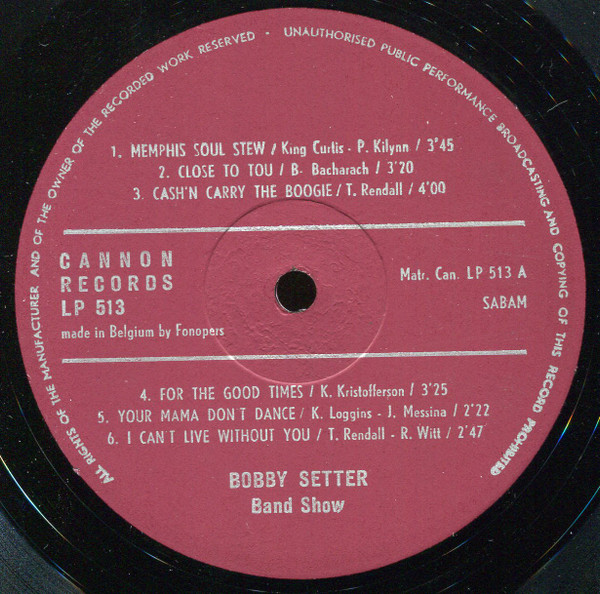 ALL RIGHTS OF THE MANUFACTURER AND OF THE OWNER OF THE RECORDED WORK RESERVED · UNAUTHORISED PUBLIC PERFORMANCE BROADCASTING AND COPYING OF THIS RECORD PROHIBITED
1. MEMPHIS SOUL STEW / King Curtis - P. Kilynn / 3"45
2. CLOSE TO YOU / B- Bacharach / 3'20
3. CASH'N CARRY THE BOOGIE / T. Rendall / 4'00
CANNON
RECORDS
LP 513
made in Belgium by Fonopers
Matr. Can. LP 513 A
SABAM
4. FOR THE GOOD TIMES / K. Kristofferson / 3'25
5. YOUR MAMA DON T DANCE / K. Loggins - J. Messina / 2'22
6. I CAN'T LIVE WITHOUT YOU / T. Rendall - R. Witt / 2'47
BOBBY SETTER
Band Show